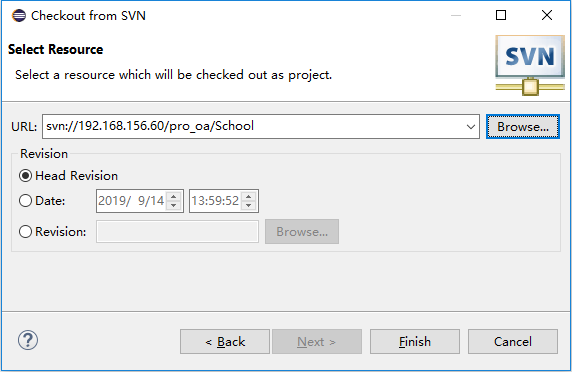 Checkout from SVN
Select Resource
Select a resource which will be checked out as project.
SVN
URL: svn://192.168.156.60/pro_oa/School Browse...
Revision
Head Revision
Date: 2019/ 9/14 13:59:52
Revision: Browse...
? < Back Next > Finish Cancel